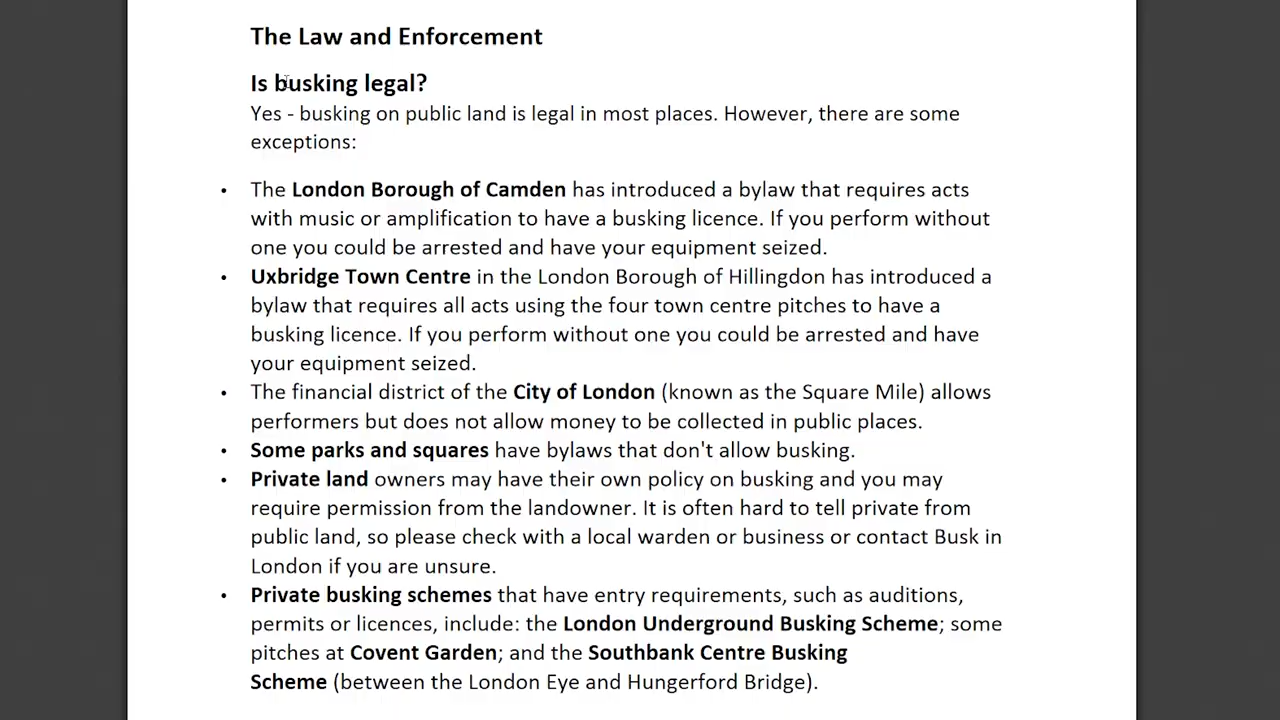 The Law and Enforcement
Is busking legal?
Yes - busking on public land is legal in most places. However, there are some
exceptions:
• The London Borough of Camden has introduced a bylaw that requires acts
with music or amplification to have a busking licence. If you perform without
one you could be arrested and have your equipment seized.
• Uxbridge Town Centre in the London Borough of Hillingdon has introduced a
bylaw that requires all acts using the four town centre pitches to have a
busking licence. If you perform without one you could be arrested and have
your equipment seized.
• The financial district of the City of London (known as the Square Mile) allows
performers but does not allow money to be collected in public places.
• Some parks and squares have bylaws that don't allow busking.
• Private land owners may have their own policy on busking and you may
require permission from the landowner. It is often hard to tell private from
public land, so please check with a local warden or business or contact Busk in
London if you are unsure.
• Private busking schemes that have entry requirements, such as auditions,
permits or licences, include: the London Underground Busking Scheme; some
pitches at Covent Garden; and the Southbank Centre Busking
Scheme (between the London Eye and Hungerford Bridge).